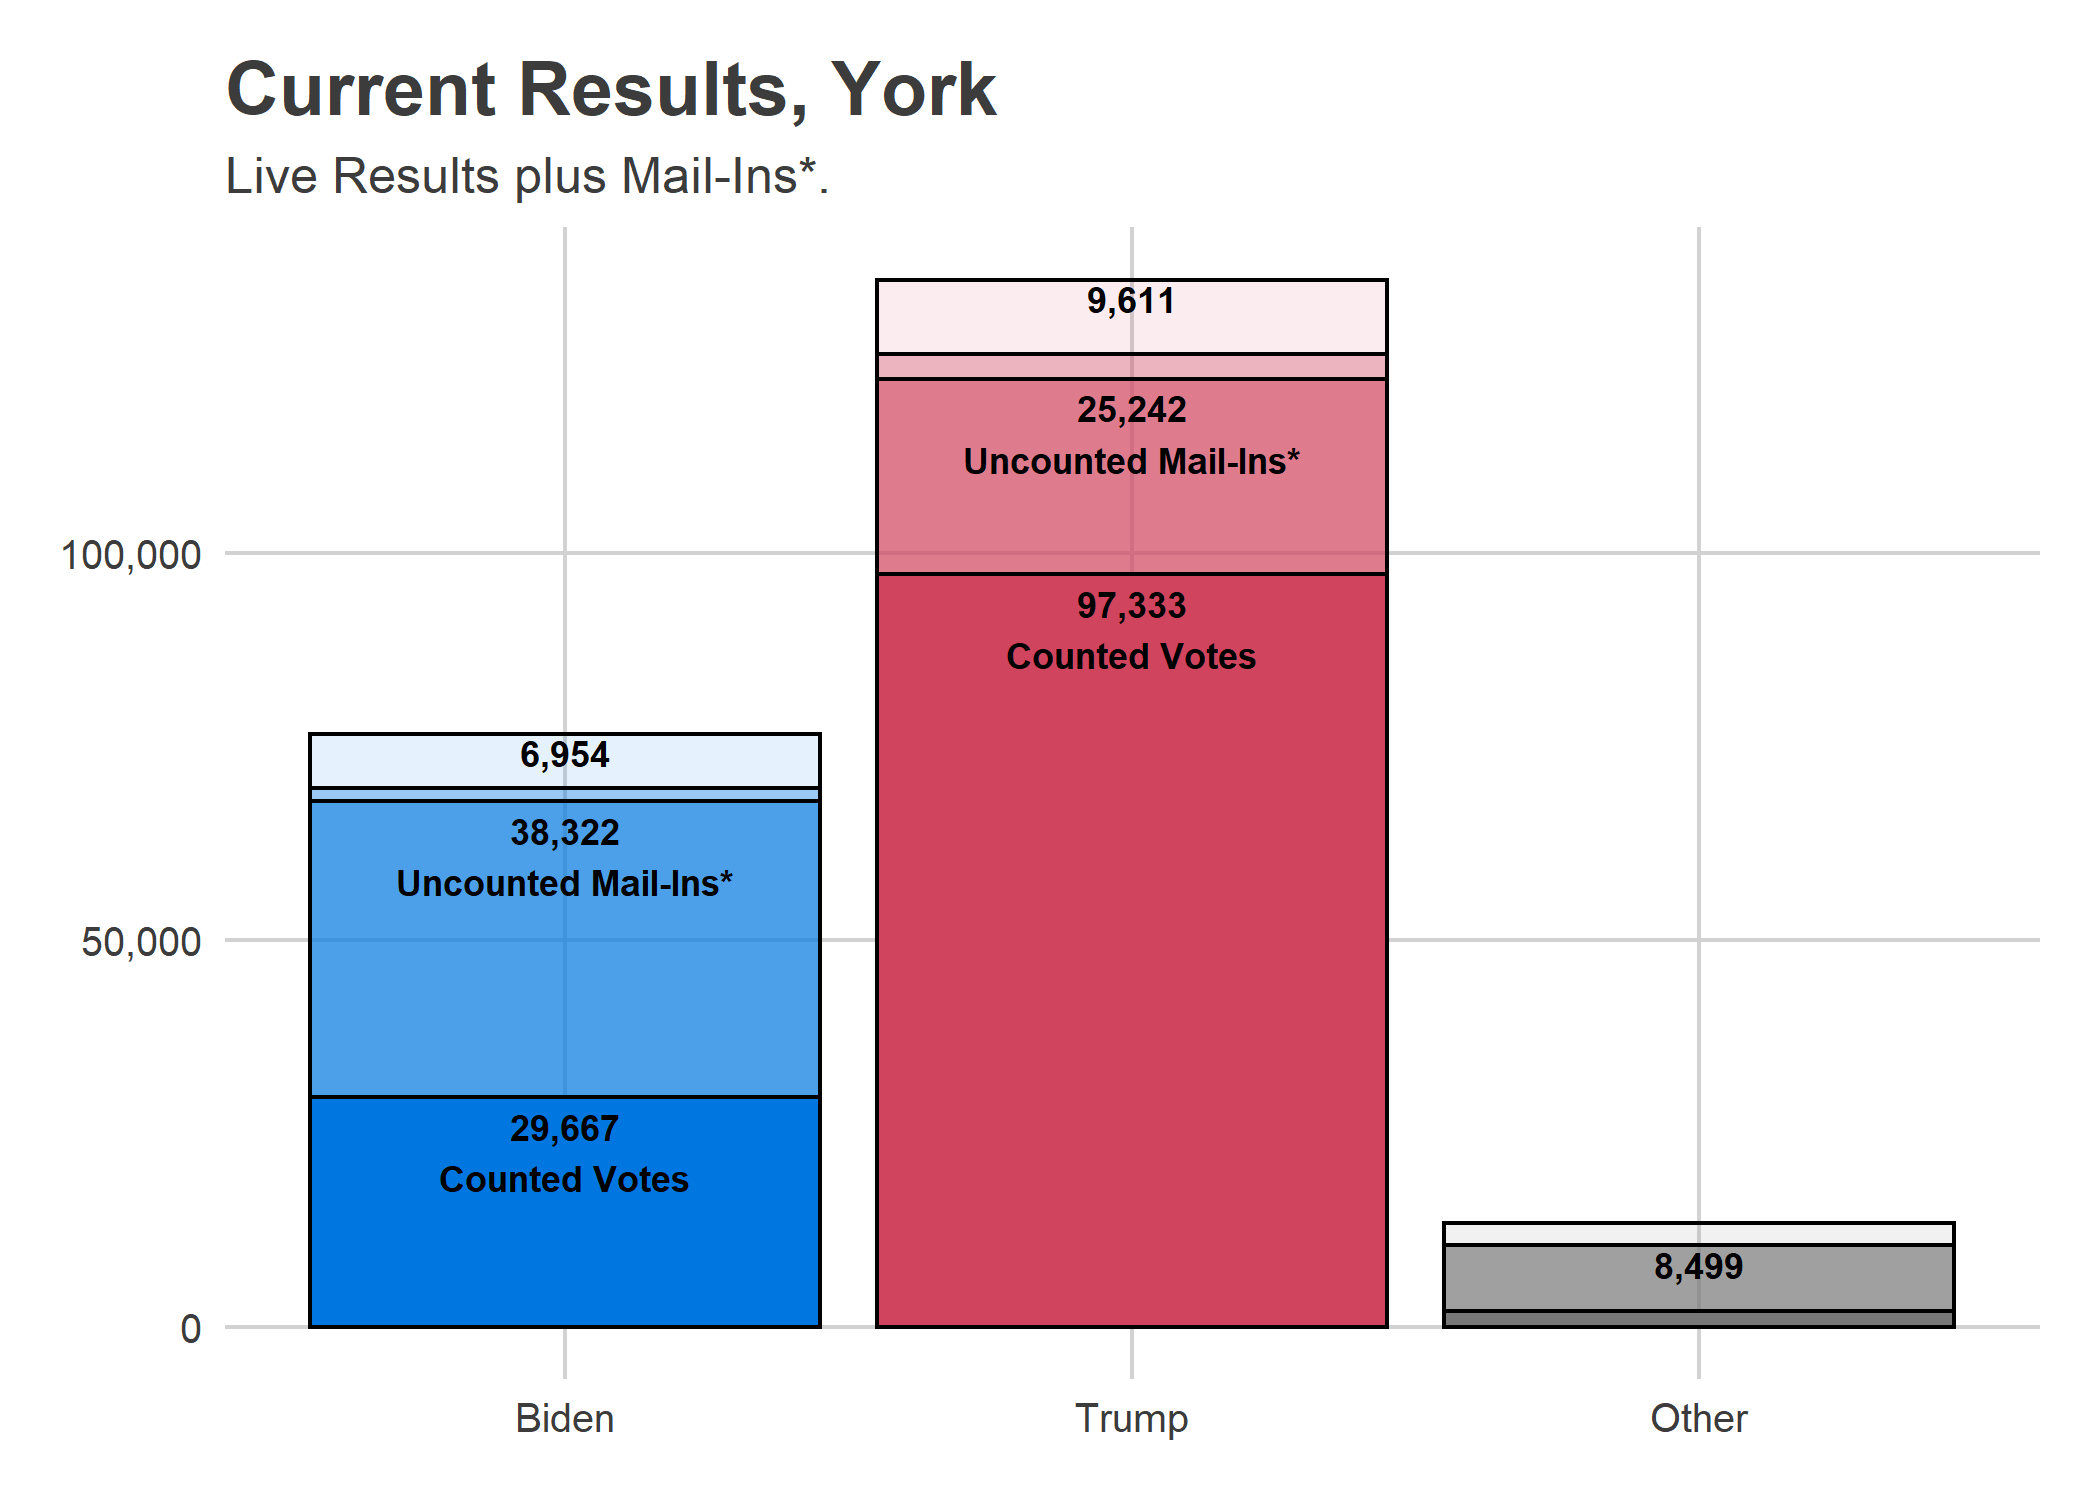 Current Results, York
Live Results plus Mail-Ins*.
9,611
25,242
Uncounted Mail-Ins*
97,333
Counted Votes
6,954
38,322
Uncounted Mail-Ins*
29,667
Counted Votes
8,499
100,000
50,000
0
Biden
Trump
Other